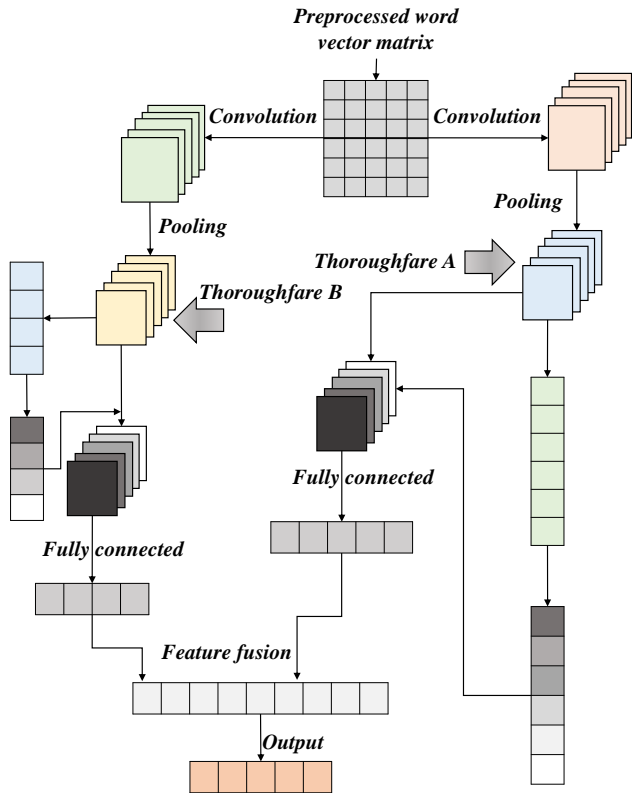 Preprocessed word
vector matrix
Convolution
Convolution
Pooling
Pooling
Thoroughfare A
Thoroughfare B
Fully connected
Fully connected
Feature fusion
Output